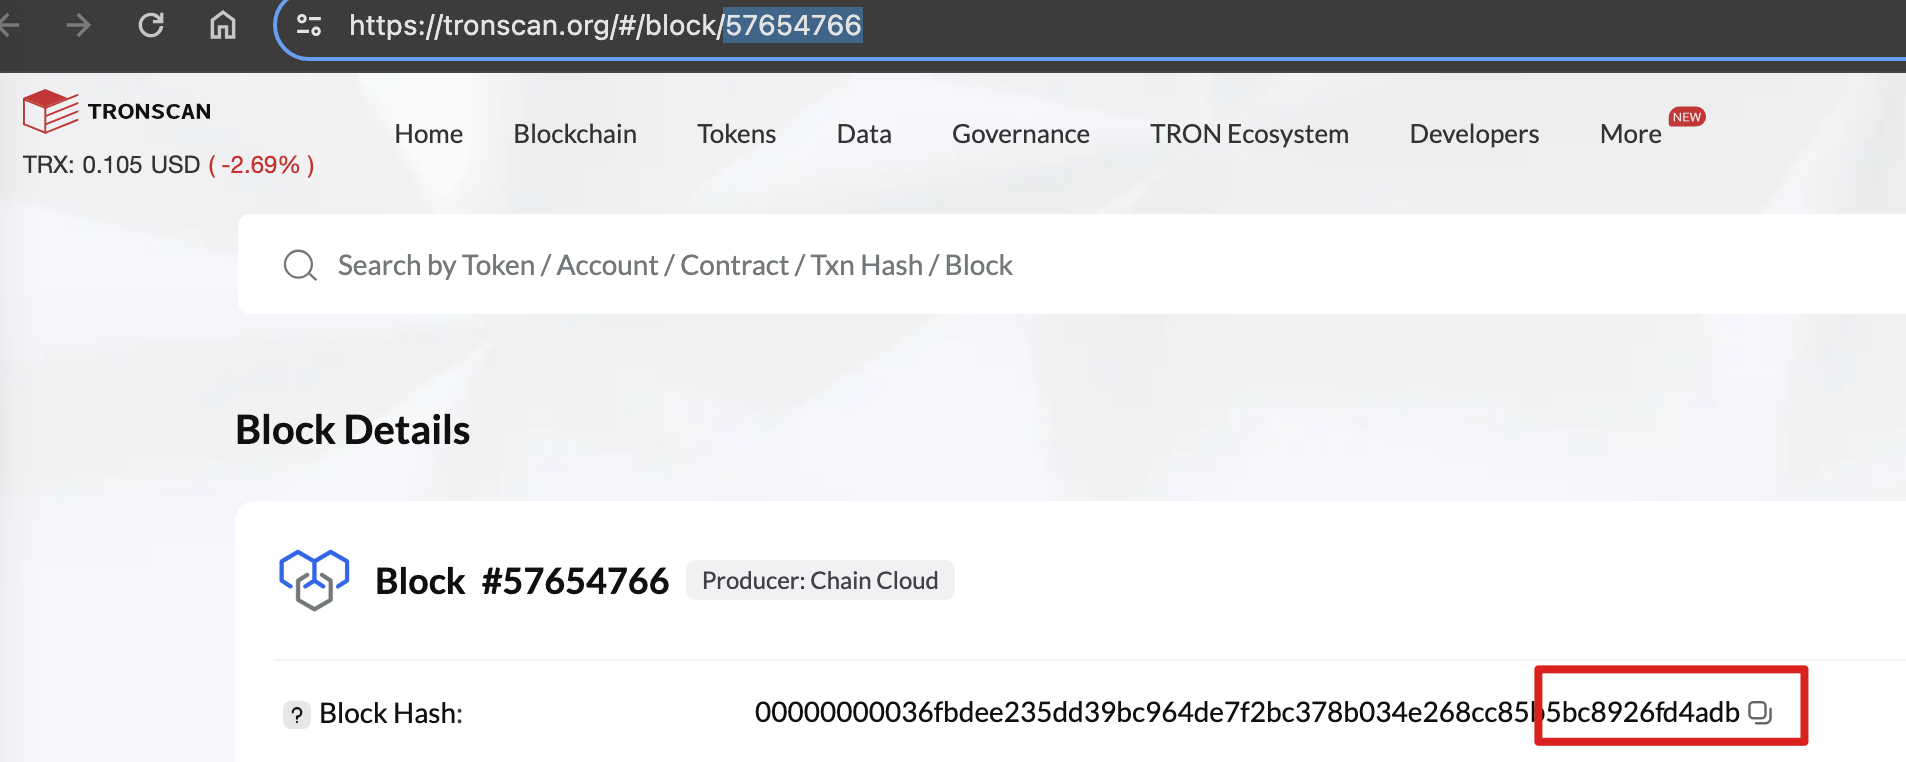 https://tronscan.org/#/block/57654766
TRONSCAN
TRX: 0.105 USD ( -2.69% )
Home Blockchain Tokens Data Governance TRON Ecosystem Developers More NEW
Search by Token / Account / Contract / Txn Hash / Block
Block Details
Block #57654766 Producer: Chain Cloud
? Block Hash: 00000000036fbdee235dd39bc964de7f2bc378b034e268cc85b5bc8926fd4adb